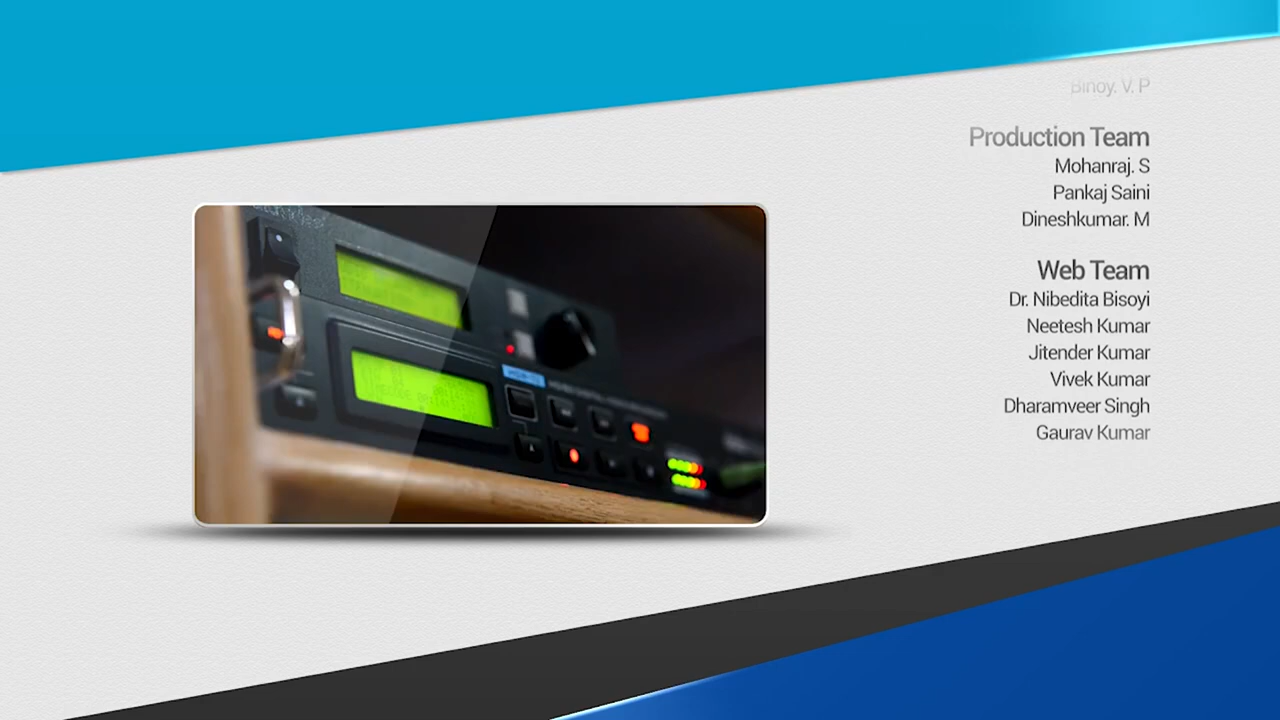 Binoy. V. P
Production Team
Mohanraj. S
Pankaj Saini
Dineshkumar. M
Web Team
Dr. Nibedita Bisoyi
Neetesh Kumar
Jitender Kumar
Vivek Kumar
Dharamveer Singh
Gaurav Kumar